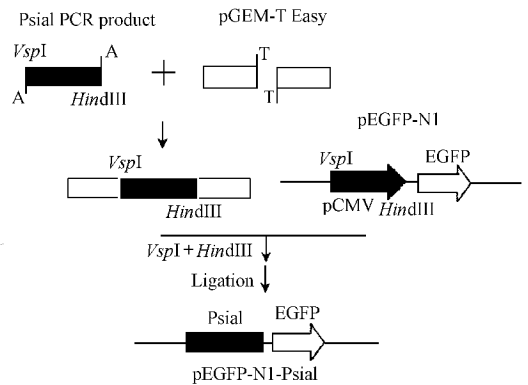 Psial PCR product
pGEM-T Easy
VspI
A
T
A
HindIII
T
pEGFP-N1
VspI
VspI
EGFP
HindIII
pCMV
HindIII
VspI+HindIII
Ligation
Psial
EGFP
pEGFP-N1-Psial